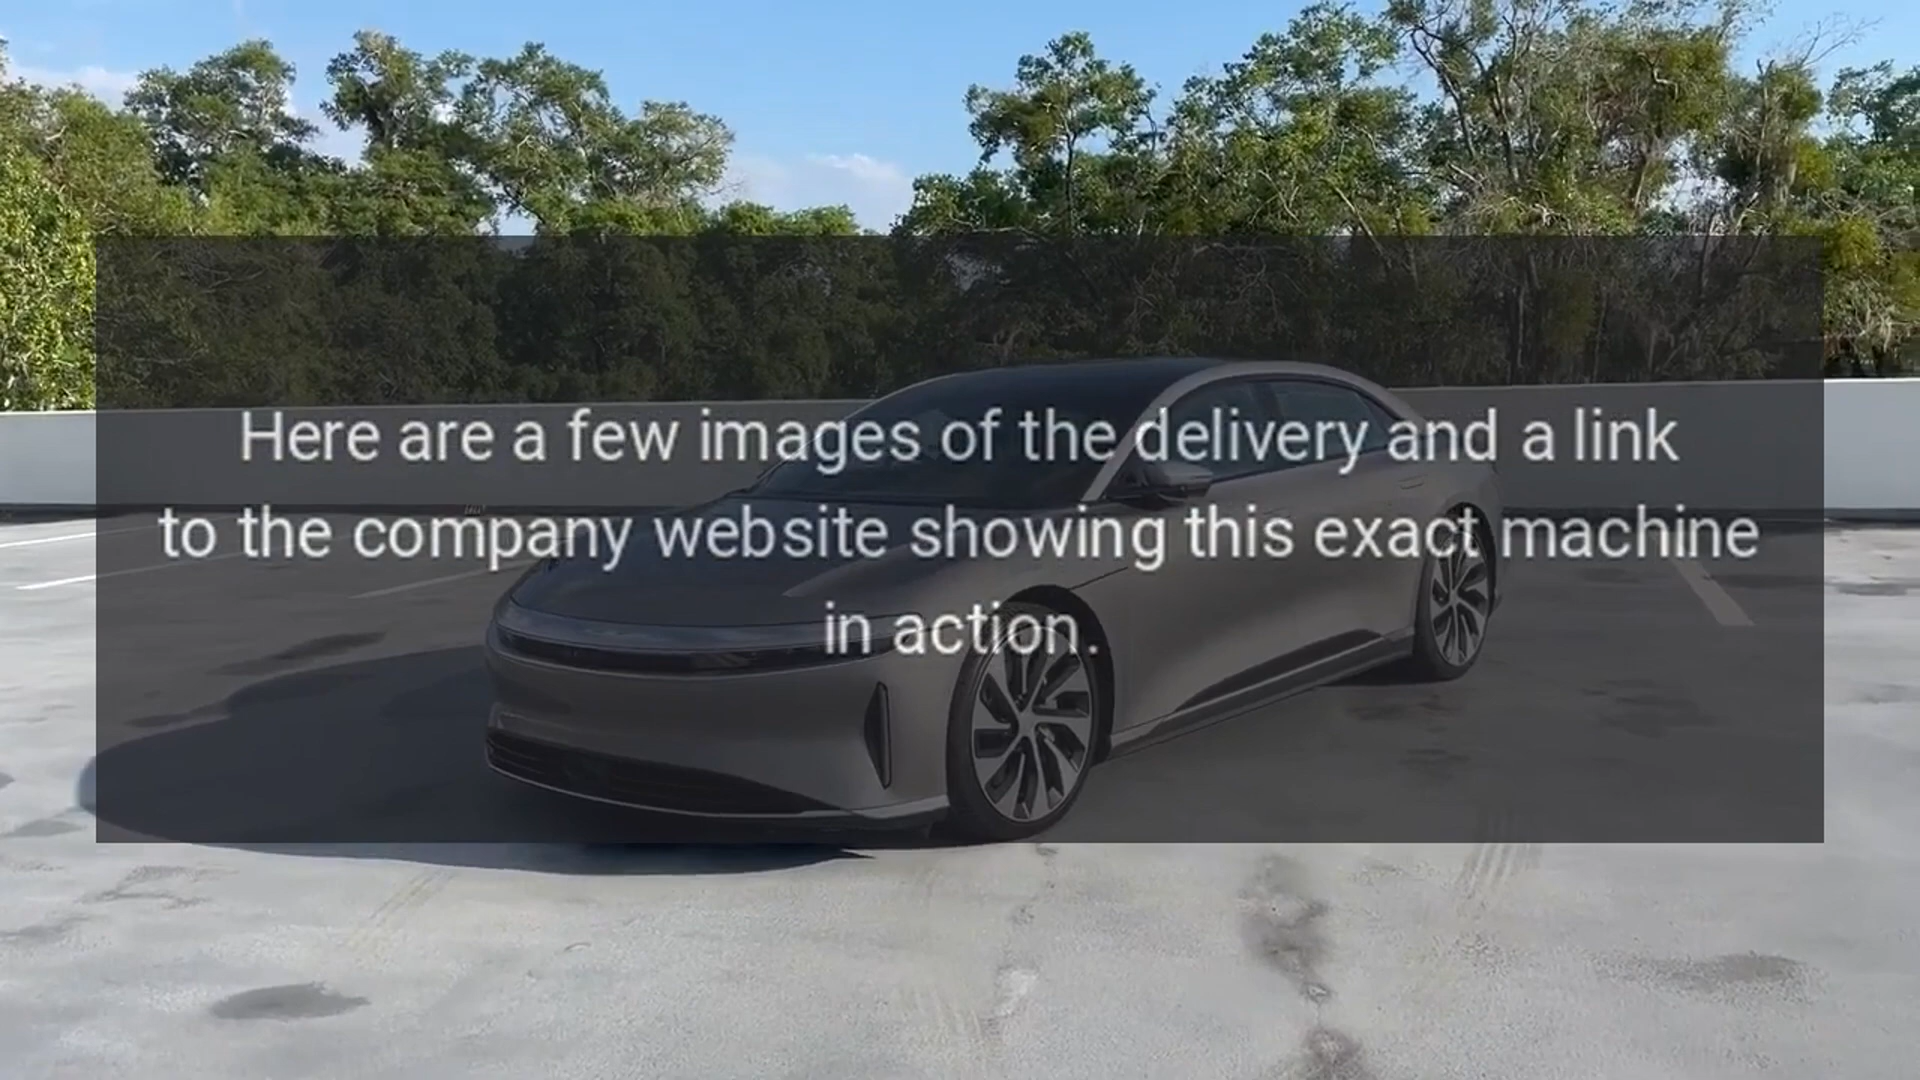 Here are a few images of the delivery and a link
to the company website showing this exact machine
in action.